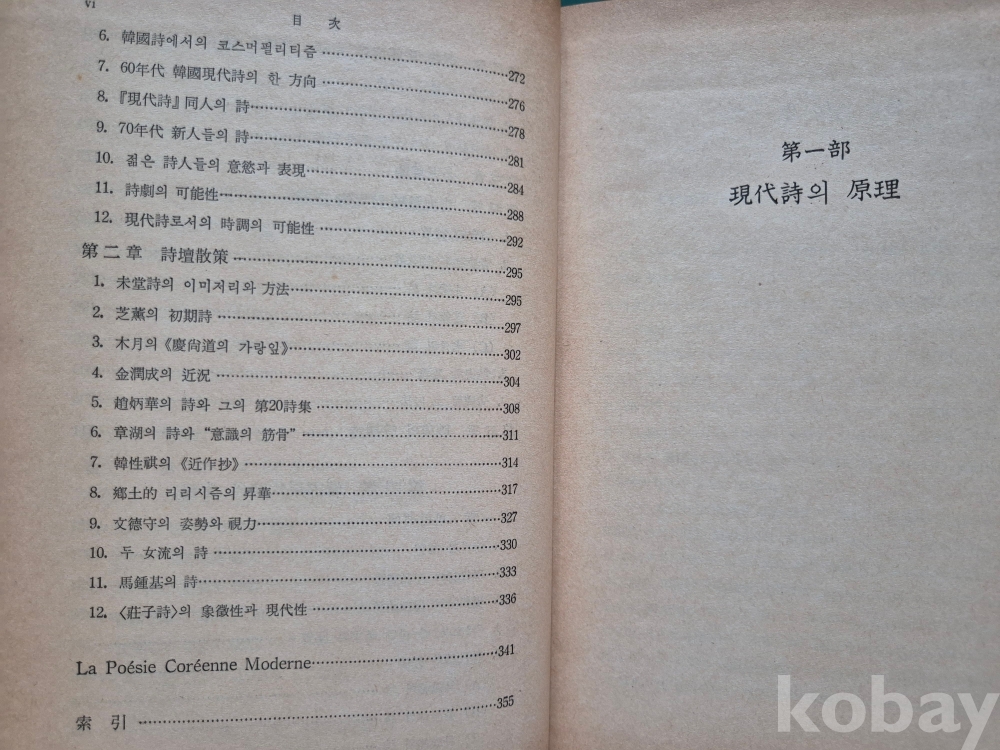 vi
目 次
6. 韓國詩에서의 코스머폴리티즘 272
7. 60年代 韓國現代詩의 한 方向 276
8. 『現代詩』同人의 詩 278
9. 70年代 新人들의 詩 281
10. 젊은 詩人들의 意慾과 表現 284
11. 詩劇의 可能性 288
12. 現代詩로서의 時調의 可能性 292
第二章 詩壇散策 295
1. 未堂詩의 이미저리와 方法 295
2. 芝薰의 初期詩 297
3. 木月의《慶尙道의 가랑잎》 302
4. 金潤成의 近況 304
5. 趙炳華의 詩와 그의 第20詩集 308
6. 章湖의 詩와 “意識의 筋骨” 311
7. 韓性祺의《近作抄》 314
8. 鄕土的 리리시즘의 昇華 317
9. 文德守의 姿勢와 視力 327
10. 두 女流의 詩 330
11. 馬鍾基의 詩 333
12. 〈莊子詩〉의 象徵性과 現代性 336
La Poésie Coréenne Moderne 341
索 引 355
第一部
現代詩의 原理
kobay